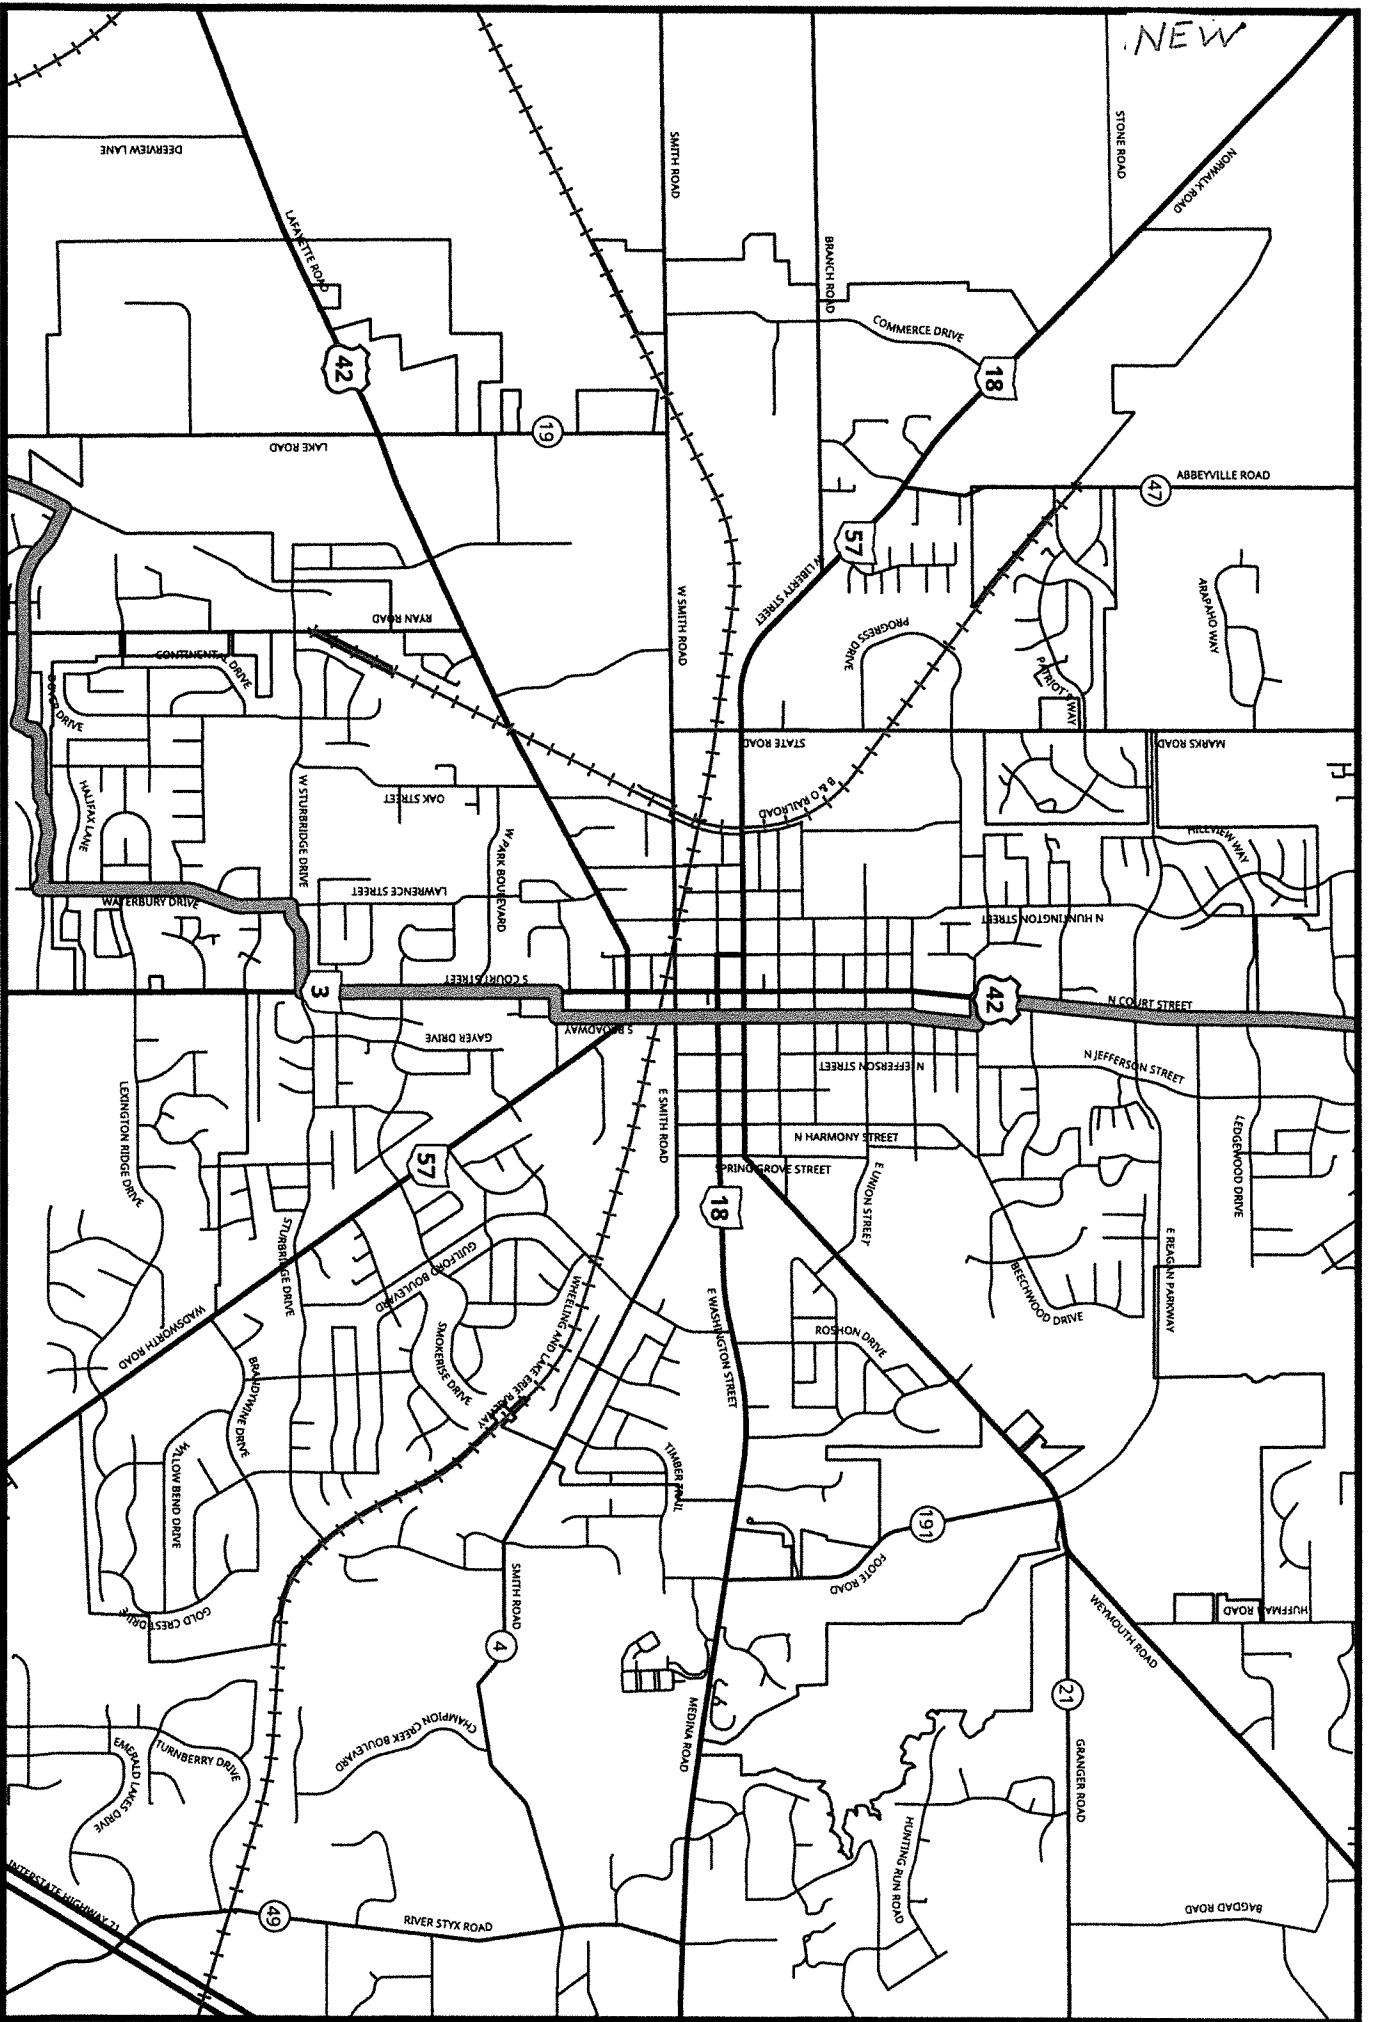 NEW
STONE ROAD
NORWALK ROAD
SMITH ROAD
DEERVIEW LANE
LAFAYETTE ROAD
BRANCH ROAD
COMMERCE DRIVE
42
18
19
LAKE ROAD
ABBEYVILLE ROAD
47
57
W LIBERTY STREET
ARAPAHO WAY
RYAN ROAD
W SMITH ROAD
PROGRESS DRIVE
CONTINENTAL DRIVE
PATRIOTS WAY
DOVER DRIVE
STATE ROAD
MARKS ROAD
HALIFAX LANE
W STURBRIDGE DRIVE
OAK STREET
B & O RAILROAD
HILLVIEW WAY
W PARK BOULEVARD
LAWRENCE STREET
WATERBURY DRIVE
N HUNTINGTON STREET
S COURT STREET
3
42
N COURT STREET
S BROADWAY
GAYER DRIVE
N JEFFERSON STREET
N JEFFERSON STREET
LEXINGTON RIDGE DRIVE
E SMITH ROAD
N HARMONY STREET
LEDGEWOOD DRIVE
57
SPRING GROVE STREET
18
E UNION STREET
STURBRIDGE DRIVE
GUILFORD BOULEVARD
E REAGAN PARKWAY
BEECHWOOD DRIVE
WADSWORTH ROAD
WHEELING AND LAKE ERIE RAILWAY
E WASHINGTON STREET
ROSHON DRIVE
SMOKERISE DRIVE
BRANDYWINE DRIVE
WILLOW BEND DRIVE
TIMBER TRAIL
191
FOOTE ROAD
GOLD CREST DRIVE
SMITH ROAD
4
WEYMOUTH ROAD
HUFFMAN ROAD
21
MEDINA ROAD
CHAMPION CREEK BOULEVARD
TURNBERRY DRIVE
EMERALD LAKES DRIVE
GRANGER ROAD
HUNTING RUN ROAD
INTERSTATE HIGHWAY 71
49
RIVER STYX ROAD
BAGDAD ROAD